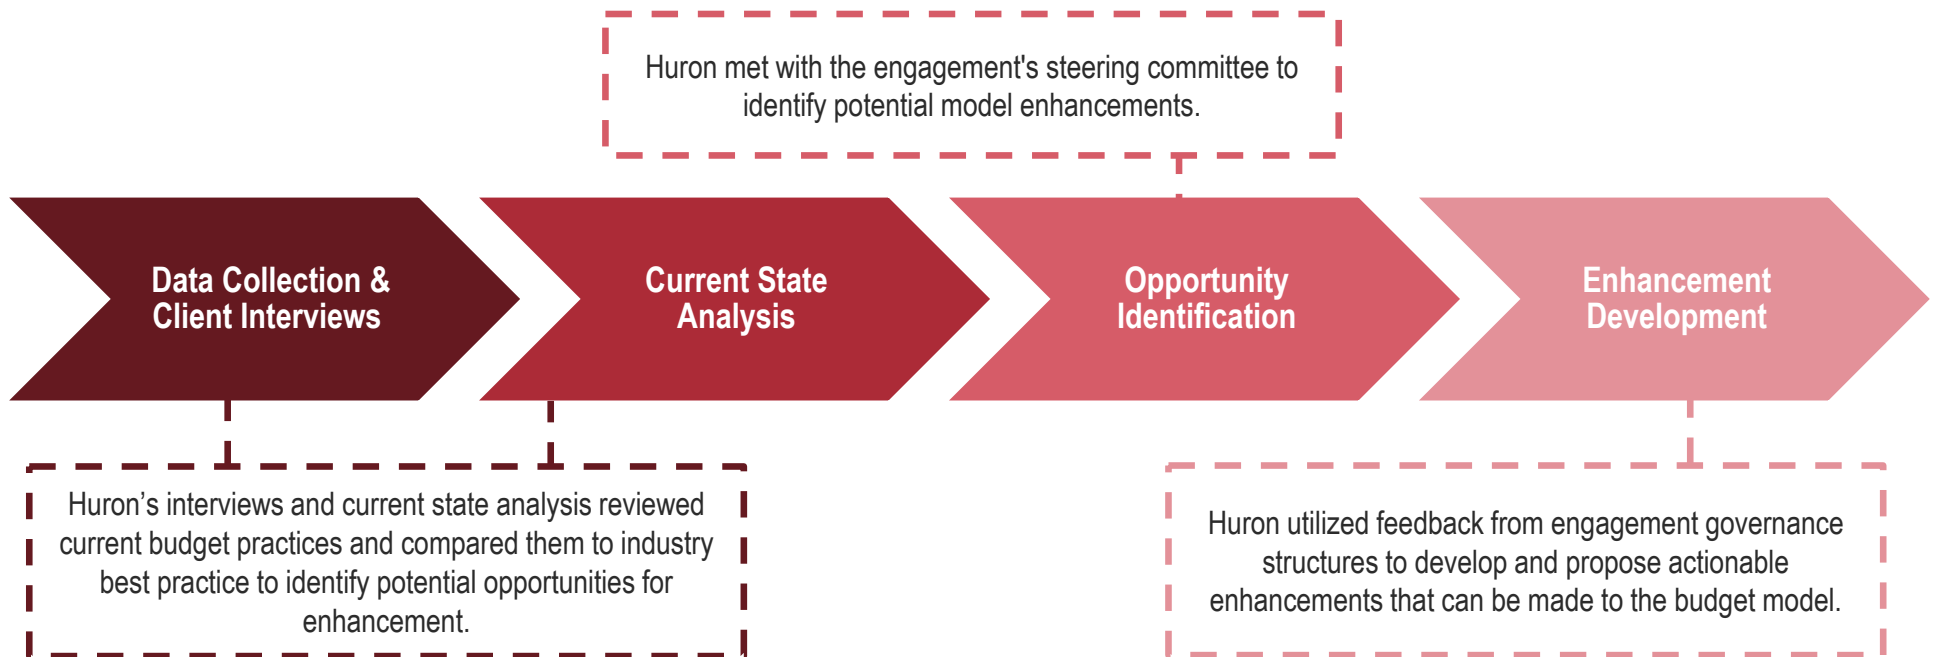 Huron met with the engagement's steering committee to
identify potential model enhancements.
Data Collection &
Client Interviews
Current State
Analysis
Opportunity
Identification
Enhancement
Development
Huron’s interviews and current state analysis reviewed
current budget practices and compared them to industry
best practice to identify potential opportunities for
enhancement.
Huron utilized feedback from engagement governance
structures to develop and propose actionable
enhancements that can be made to the budget model.